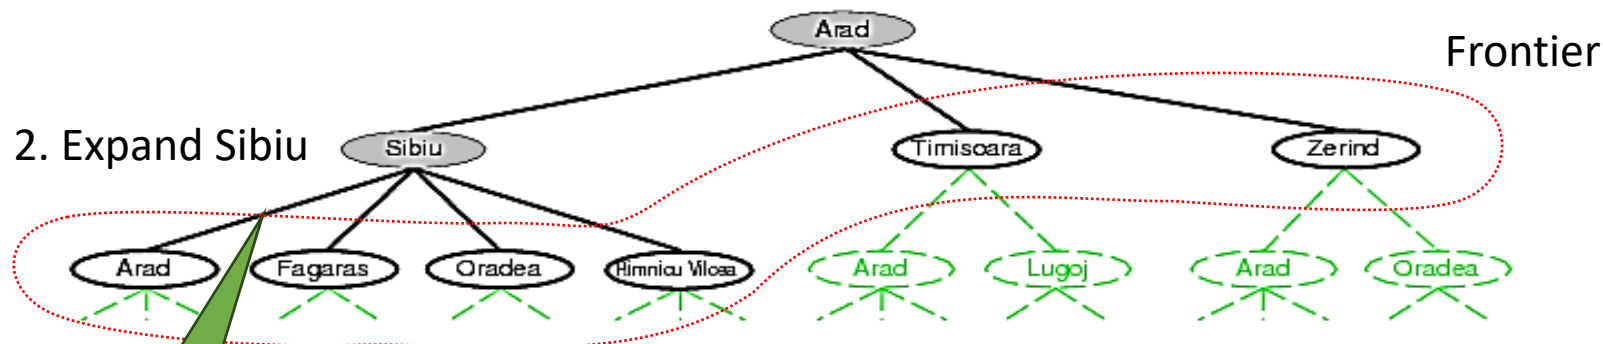 Arad
Frontier
2. Expand Sibiu
Sibiu
Timisoara
Zerind
Arad
Fagaras
Oradea
Rimnicu Vilcea
Arad
Lugoj
Arad
Oradea